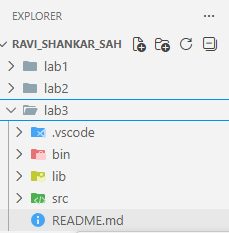 EXPLORER
RAVI_SHANKAR_SAH
lab1
lab2
lab3
.vscode
bin
lib
src
README.md